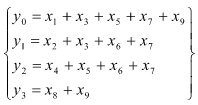 y₀ = x₁ + x₃ + x₅ + x₇ + x₉
y₁ = x₂ + x₃ + x₆ + x₇
y₂ = x₄ + x₅ + x₆ + x₇
y₃ = x₈ + x₉